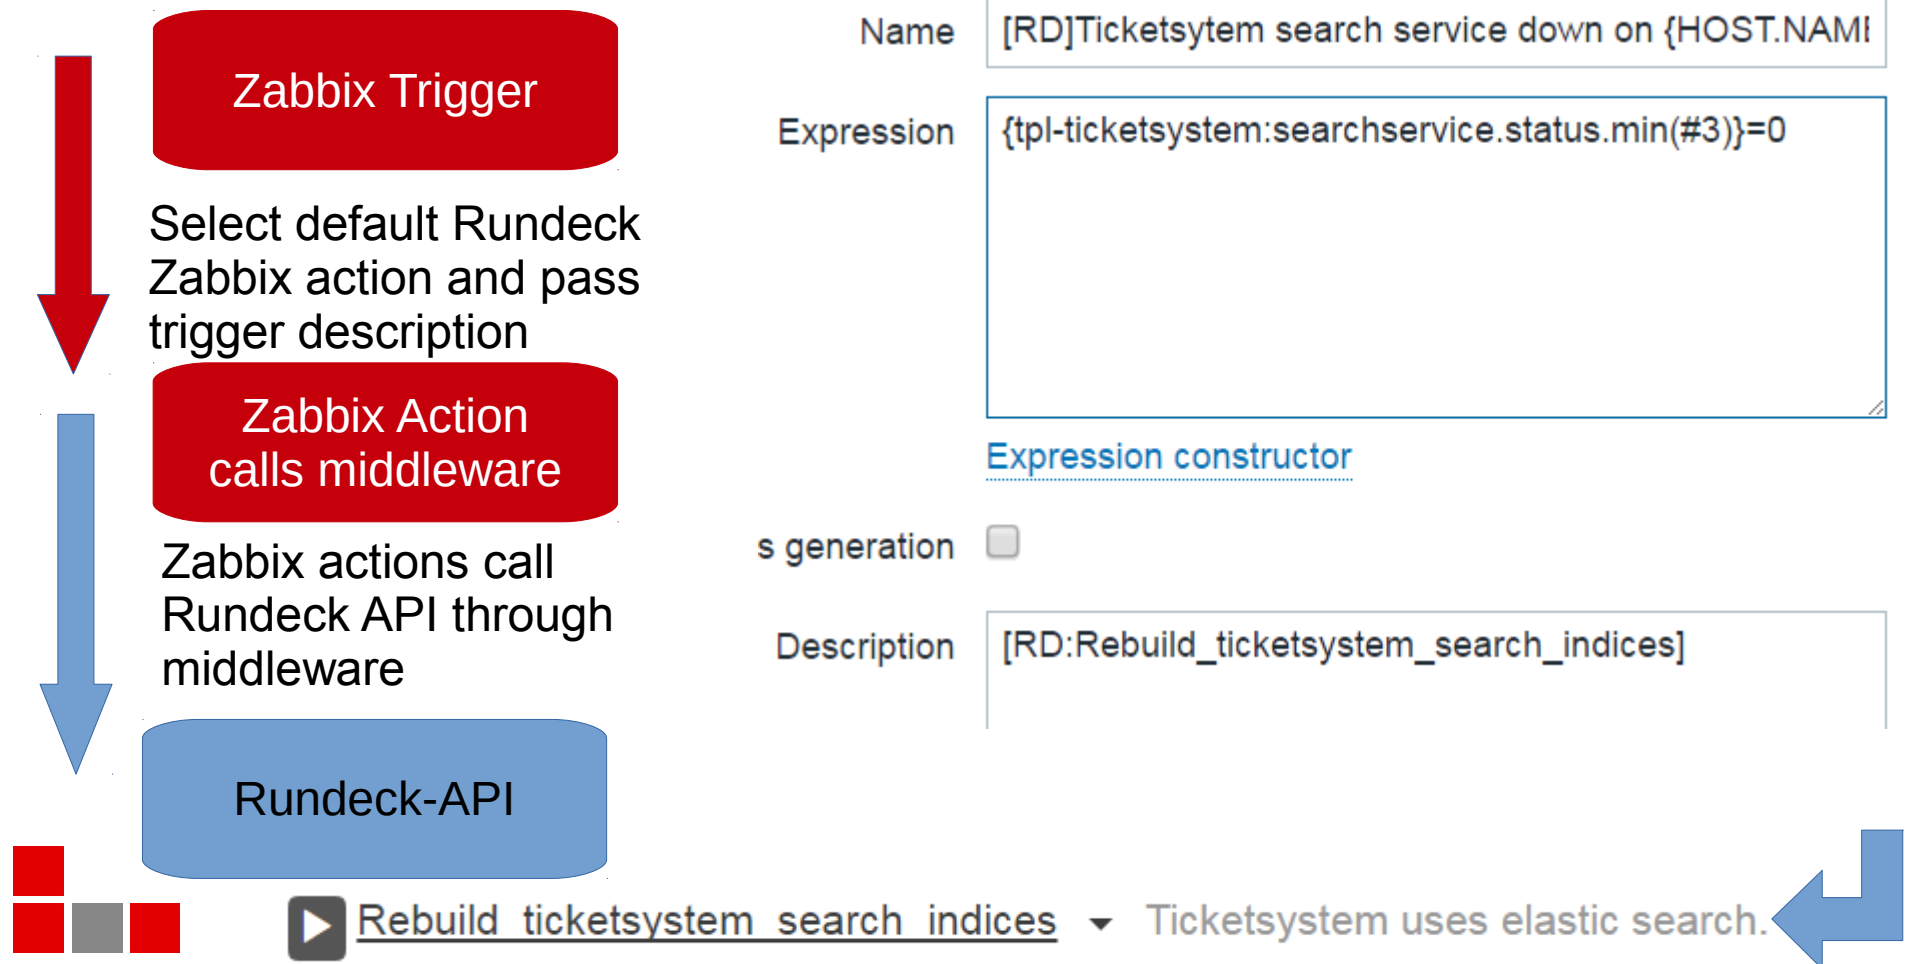 Zabbix Trigger
Select default Rundeck
Zabbix action and pass
trigger description
Zabbix Action
calls middleware
Zabbix actions call
Rundeck API through
middleware
Rundeck-API
Name [RD]Ticketsytem search service down on {HOST.NAME
Expression {tpl-ticketsystem:searchservice.status.min(#3)}=0
Expression constructor
s generation
Description [RD:Rebuild_ticketsystem_search_indices]
Rebuild_ticketsystem_search_indices Ticketsystem uses elastic search.